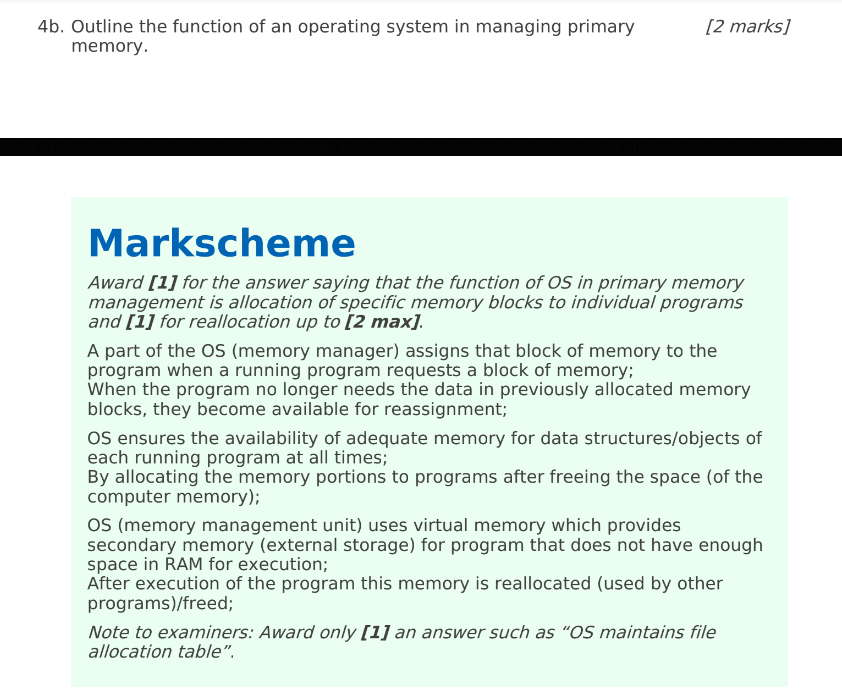 4b. Outline the function of an operating system in managing primary [2 marks]
memory.
Markscheme
Award [1] for the answer saying that the function of OS in primary memory
management is allocation of specific memory blocks to individual programs
and [1] for reallocation up to [2 max].
A part of the OS (memory manager) assigns that block of memory to the
program when a running program requests a block of memory;
When the program no longer needs the data in previously allocated memory
blocks, they become available for reassignment;
OS ensures the availability of adequate memory for data structures/objects of
each running program at all times;
By allocating the memory portions to programs after freeing the space (of the
computer memory);
OS (memory management unit) uses virtual memory which provides
secondary memory (external storage) for program that does not have enough
space in RAM for execution;
After execution of the program this memory is reallocated (used by other
programs)/freed;
Note to examiners: Award only [1] an answer such as “OS maintains file
allocation table”.